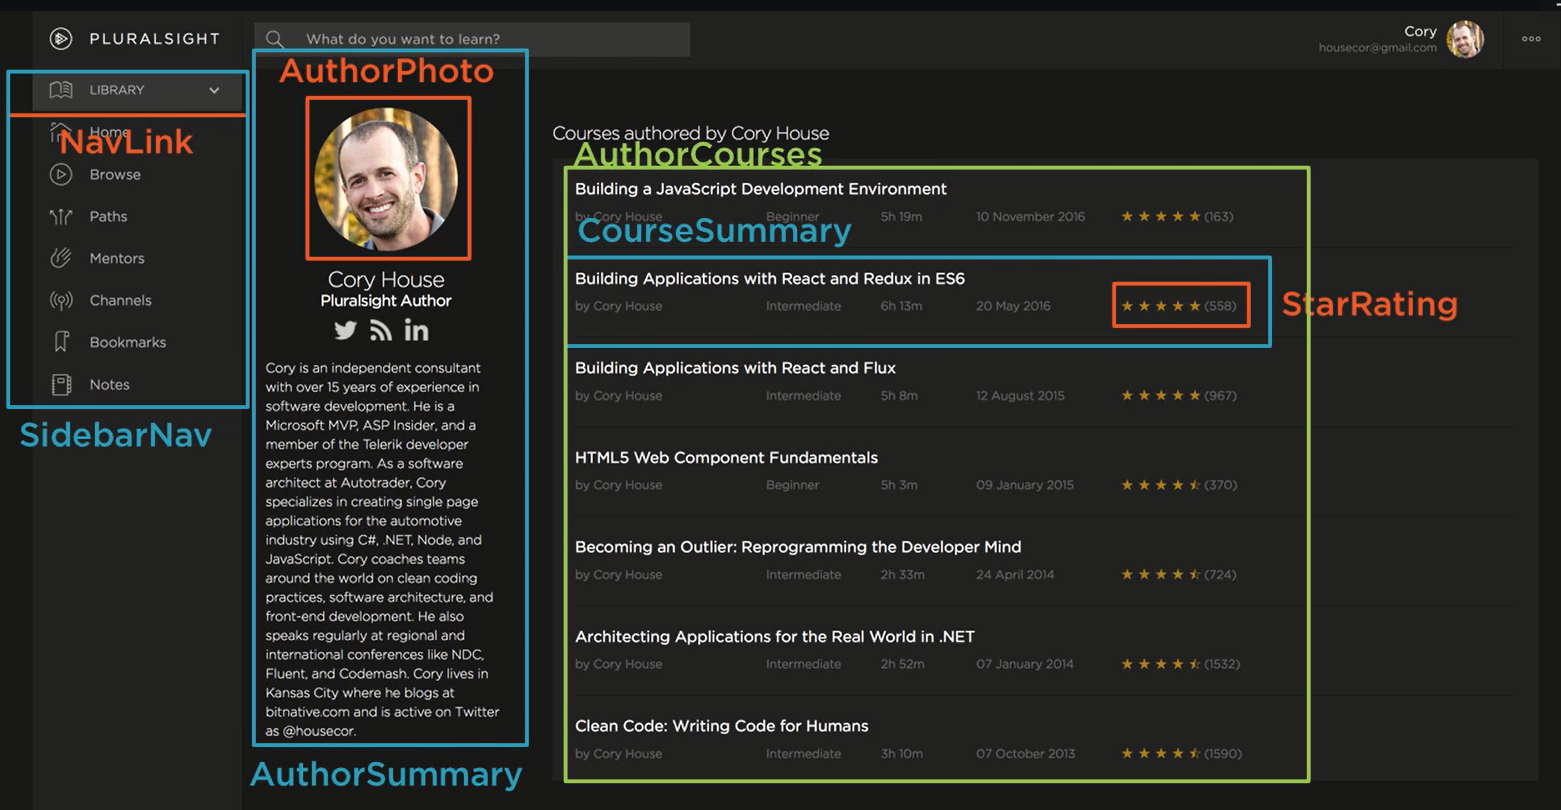 PLURALSIGHT
What do you want to learn?
Cory
housecor@gmail.com
LIBRARY
Home
NavLink
Browse
Paths
Mentors
Channels
Bookmarks
Notes
SidebarNav
AuthorPhoto
Cory House
Pluralsight Author
Cory is an independent consultant
with over 15 years of experience in
software development. He is a
Microsoft MVP, ASP Insider, and a
member of the Telerik developer
experts program. As a software
architect at Autotrader, Cory
specializes in creating single page
applications for the automotive
industry using C#, .NET, Node, and
JavaScript. Cory coaches teams
around the world on clean coding
practices, software architecture, and
front-end development. He also
speaks regularly at regional and
international conferences like NDC,
Fluent, and Codemash. Cory lives in
Kansas City where he blogs at
bitnative.com and is active on Twitter
as @housecor.
AuthorSummary
Courses authored by Cory House
AuthorCourses
Building a JavaScript Development Environment
by Cory House Beginner 5h 19m 10 November 2016 (163)
CourseSummary
Building Applications with React and Redux in ES6
by Cory House Intermediate 6h 13m 20 May 2016 (558)
StarRating
Building Applications with React and Flux
by Cory House Intermediate 5h 8m 12 August 2015 (967)
HTML5 Web Component Fundamentals
by Cory House Beginner 5h 3m 09 January 2015 (370)
Becoming an Outlier: Reprogramming the Developer Mind
by Cory House Intermediate 2h 33m 24 April 2014 (724)
Architecting Applications for the Real World in .NET
by Cory House Intermediate 2h 52m 07 January 2014 (1532)
Clean Code: Writing Code for Humans
by Cory House Intermediate 3h 10m 07 October 2013 (1590)